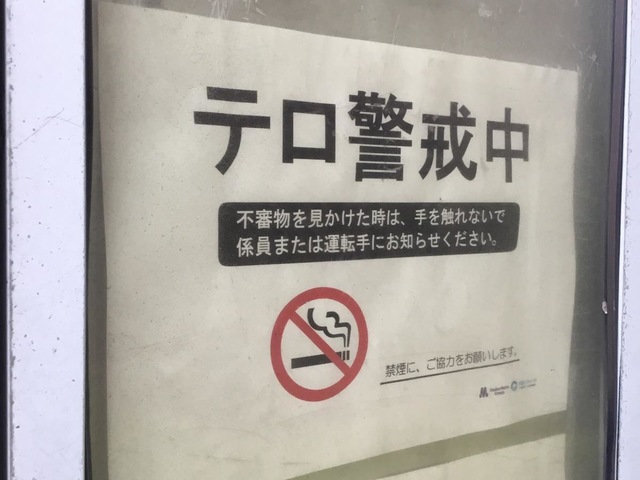 テロ警戒中
不審物を見かけた時は、手を触れないで
係員または運転手にお知らせください。
禁煙に、ご協力をお願いします。